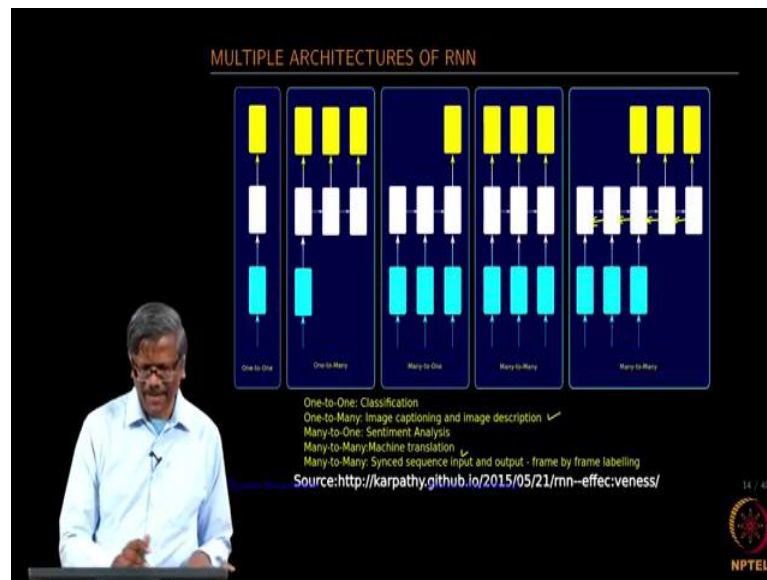 MULTIPLE ARCHITECTURES OF RNN
One-to-One
One-to-Many
Many-to-One
Many-to-Many
Many-to-Many
One-to-One: Classification
One-to-Many: Image captioning and image description
Many-to-One: Sentiment Analysis
Many-to-Many:Machine translation
Many-to-Many: Synced sequence input and output - frame by frame labelling
Source:http://karpathy.github.io/2015/05/21/rnn--effec:veness/
NPTEL